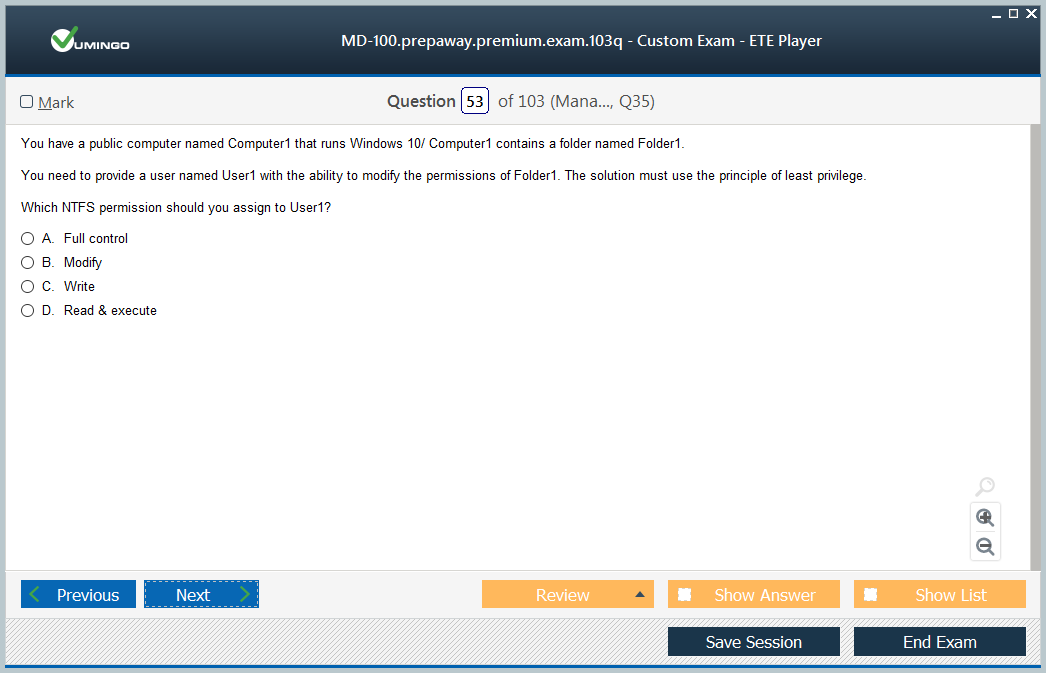 VUMINGO
MD-100.prepaway.premium.exam.103q - Custom Exam - ETE Player
Mark
Question 53 of 103 (Mana..., Q35)
You have a public computer named Computer1 that runs Windows 10/ Computer1 contains a folder named Folder1.
You need to provide a user named User1 with the ability to modify the permissions of Folder1. The solution must use the principle of least privilege.
Which NTFS permission should you assign to User1?
A. Full control
B. Modify
C. Write
D. Read & execute
Previous Next Review Show Answer Show List
Save Session End Exam